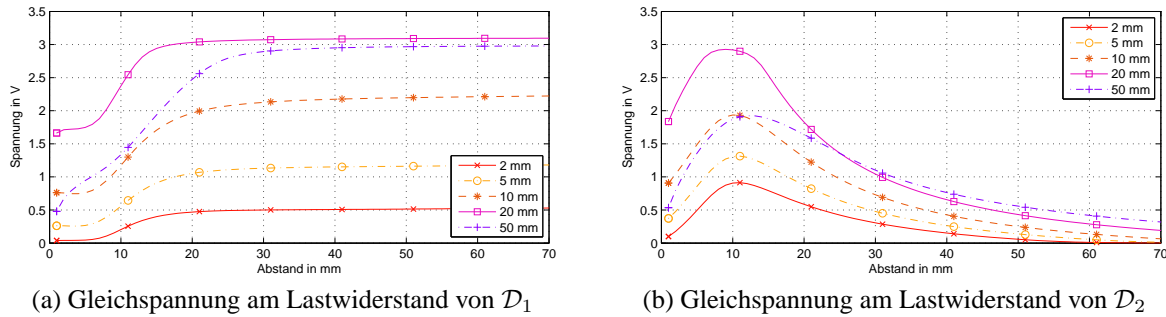 3.5
3
2.5
2
1.5
1
0.5
0
Spannung in V
0 10 20 30 40 50 60 70
Abstand in mm
2 mm
5 mm
10 mm
20 mm
50 mm
(a) Gleichspannung am Lastwiderstand von D1
3.5
3
2.5
2
1.5
1
0.5
0
Spannung in V
0 10 20 30 40 50 60 70
Abstand in mm
2 mm
5 mm
10 mm
20 mm
50 mm
(b) Gleichspannung am Lastwiderstand von D2